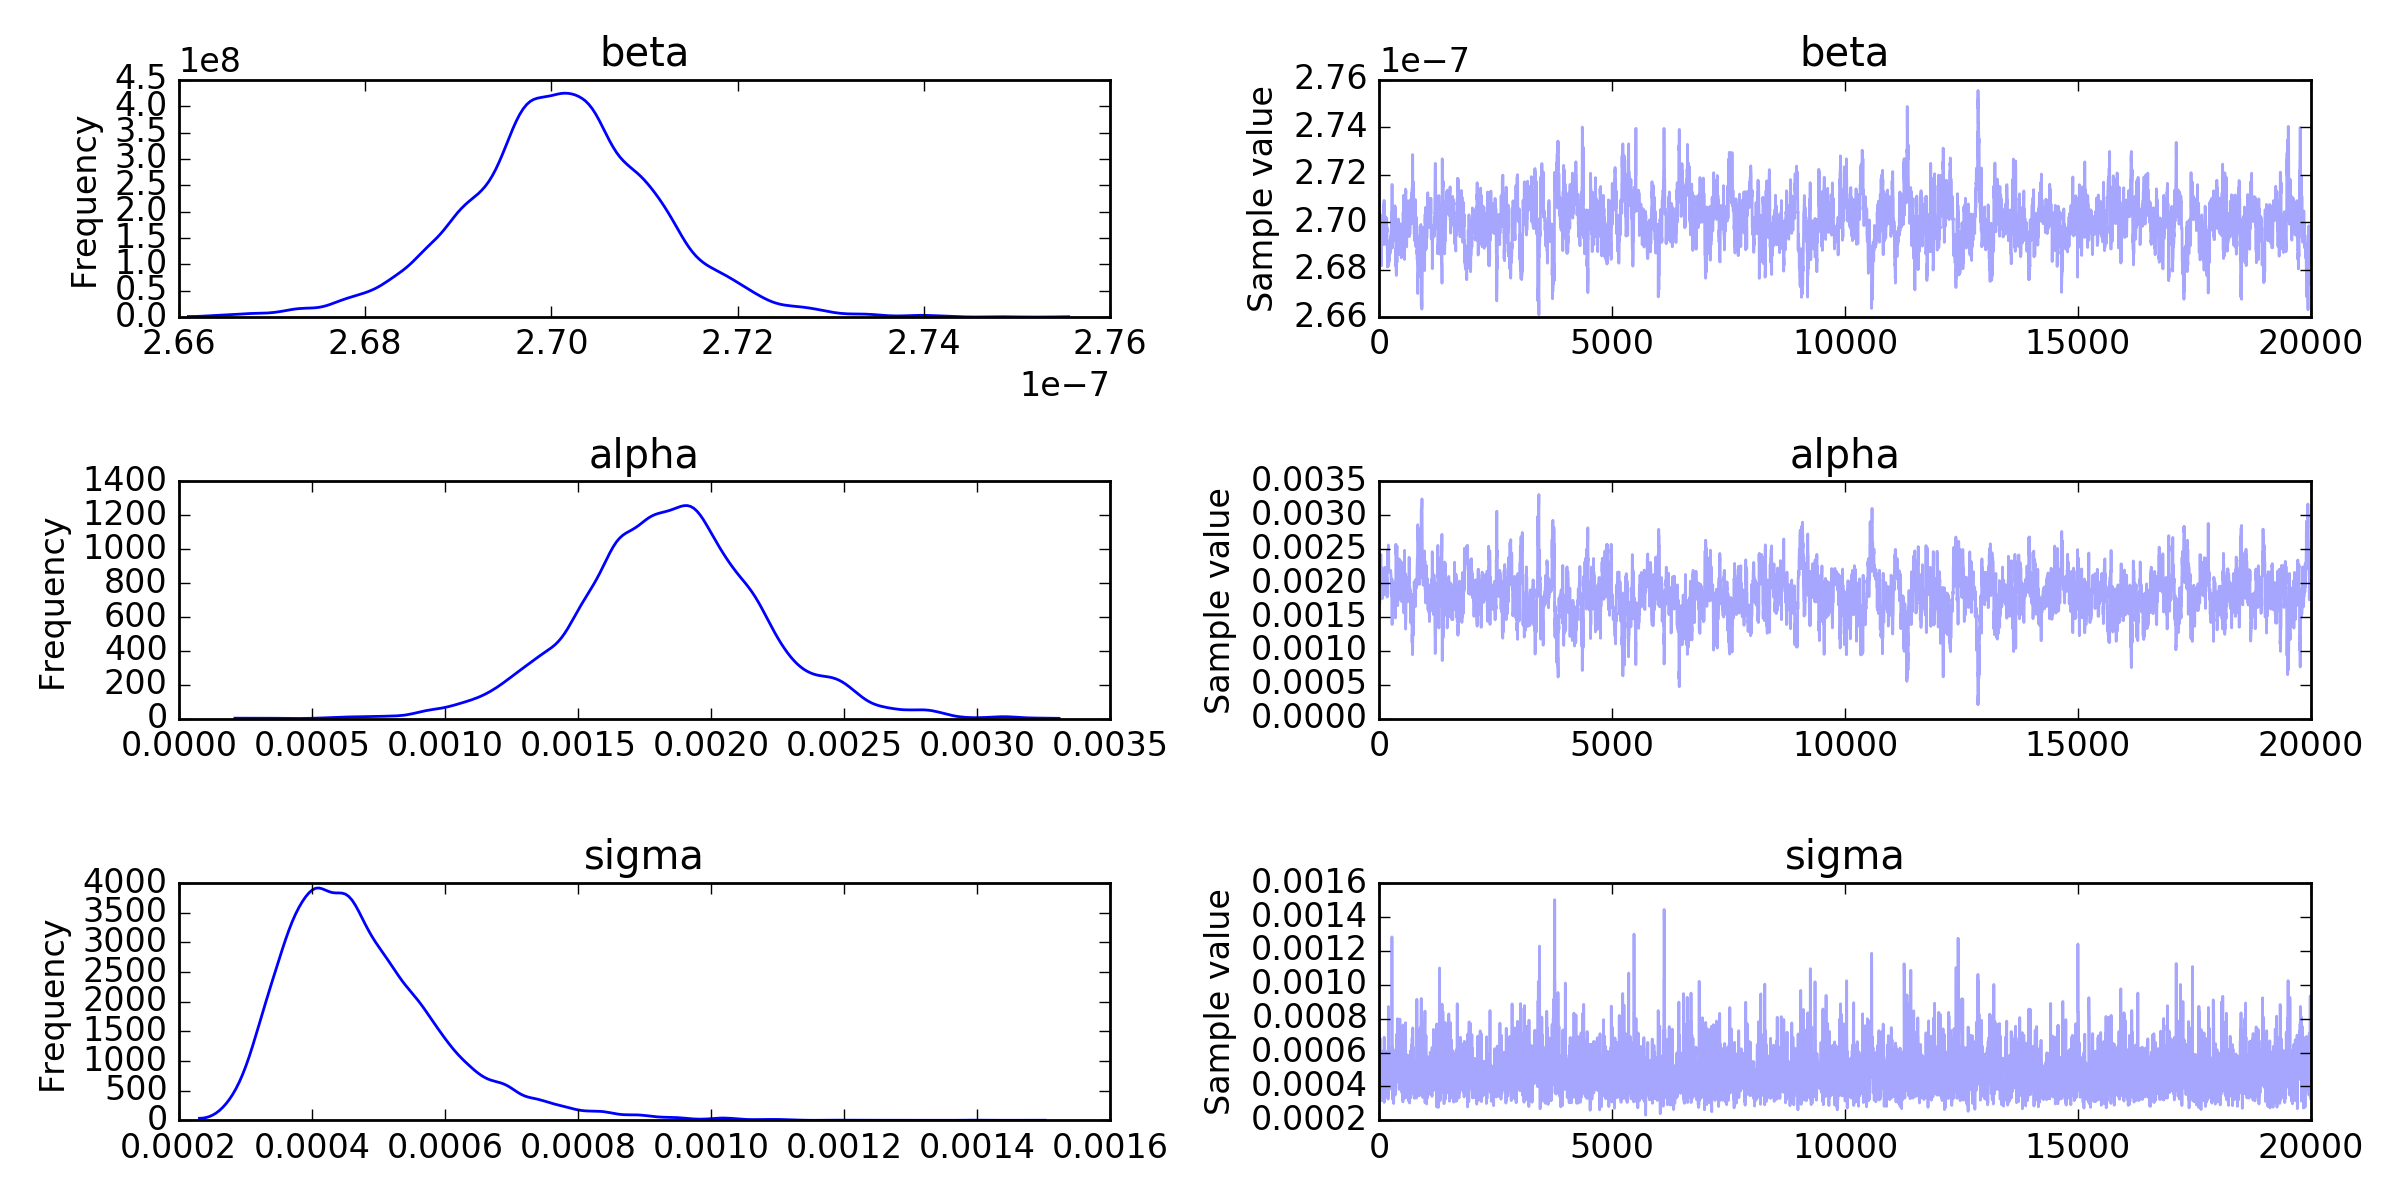 beta
1e8
Frequency
4.5
4.0
3.5
3.0
2.5
2.0
1.5
1.0
0.5
0.0
2.66 2.68 2.70 2.72 2.74 2.76
1e−7
beta
1e−7
Sample value
2.76
2.74
2.72
2.70
2.68
2.66
0 5000 10000 15000 20000
alpha
Frequency
1400
1200
1000
800
600
400
200
0
0.0000 0.0005 0.0010 0.0015 0.0020 0.0025 0.0030 0.0035
alpha
Sample value
0.0035
0.0030
0.0025
0.0020
0.0015
0.0010
0.0005
0.0000
0 5000 10000 15000 20000
sigma
Frequency
4000
3500
3000
2500
2000
1500
1000
500
0
0.0002 0.0004 0.0006 0.0008 0.0010 0.0012 0.0014 0.0016
sigma
Sample value
0.0016
0.0014
0.0012
0.0010
0.0008
0.0006
0.0004
0.0002
0 5000 10000 15000 20000